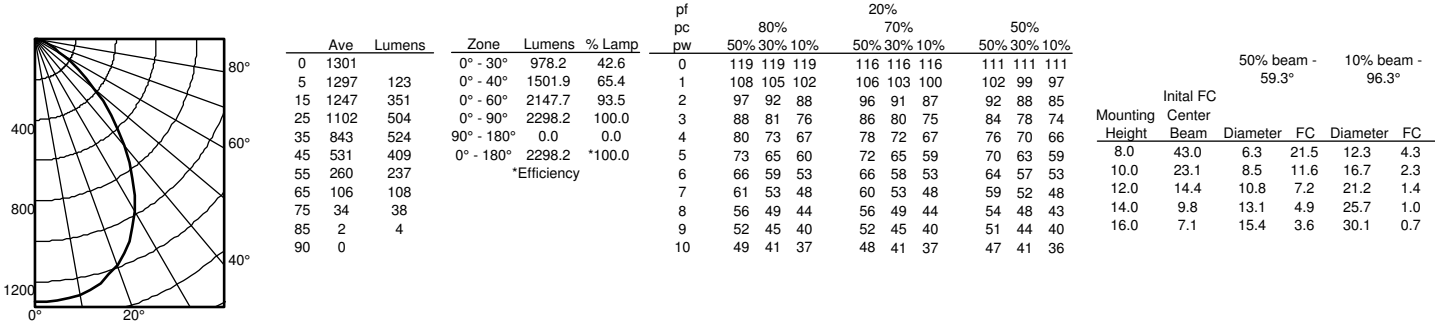 400
800
1200
0° 20°
40°
60°
80°
Ave Lumens
0 1301
5 1297 123
15 1247 351
25 1102 504
35 843 524
45 531 409
55 260 237
65 106 108
75 34 38
85 2 4
90 0
Zone Lumens % Lamp
0° - 30° 978.2 42.6
0° - 40° 1501.9 65.4
0° - 60° 2147.7 93.5
0° - 90° 2298.2 100.0
90° - 180° 0.0 0.0
0° - 180° 2298.2 *100.0
*Efficiency
pf 20%
pc 80% 70% 50%
pw 50% 30% 10% 50% 30% 10% 50% 30% 10%
0 119 119 119 116 116 116 111 111 111
1 108 105 102 106 103 100 102 99 97
2 97 92 88 96 91 87 92 88 85
3 88 81 76 86 80 75 84 78 74
4 80 73 67 78 72 67 76 70 66
5 73 65 60 72 65 59 70 63 59
6 66 59 53 66 58 53 64 57 53
7 61 53 48 60 53 48 59 52 48
8 56 49 44 56 49 44 54 48 43
9 52 45 40 52 45 40 51 44 40
10 49 41 37 48 41 37 47 41 36
50% beam - 10% beam -
59.3° 96.3°
Inital FC
Mounting Center
Height Beam Diameter FC Diameter FC
8.0 43.0 6.3 21.5 12.3 4.3
10.0 23.1 8.5 11.6 16.7 2.3
12.0 14.4 10.8 7.2 21.2 1.4
14.0 9.8 13.1 4.9 25.7 1.0
16.0 7.1 15.4 3.6 30.1 0.7